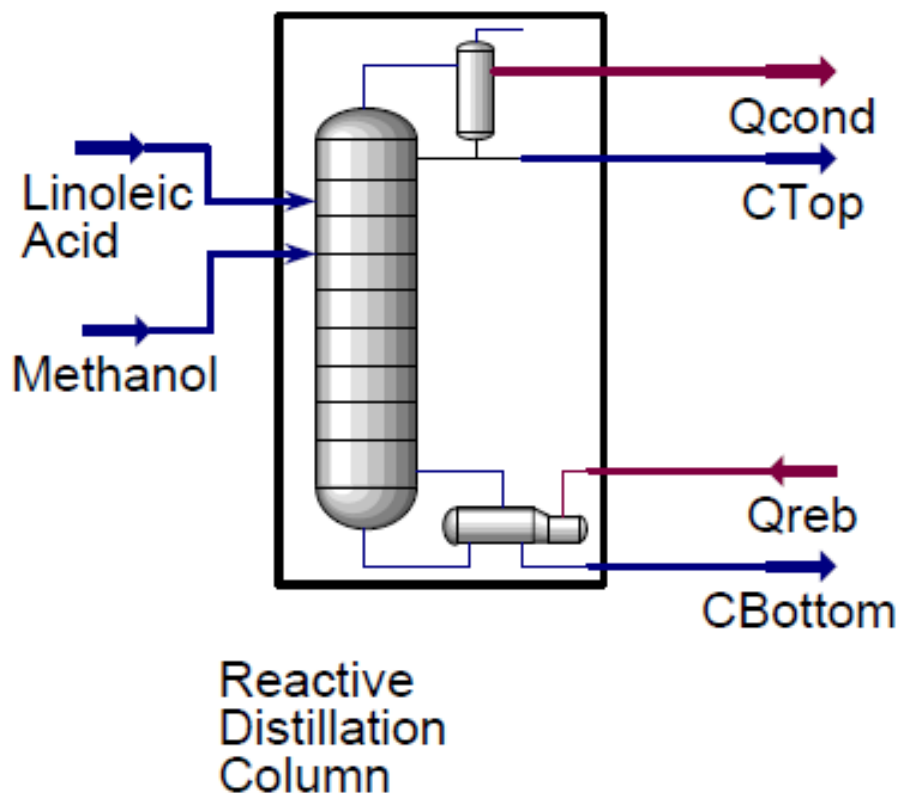 Qcond
Linoleic
Acid
CTop
Methanol
Qreb
CBottom
Reactive
Distillation
Column